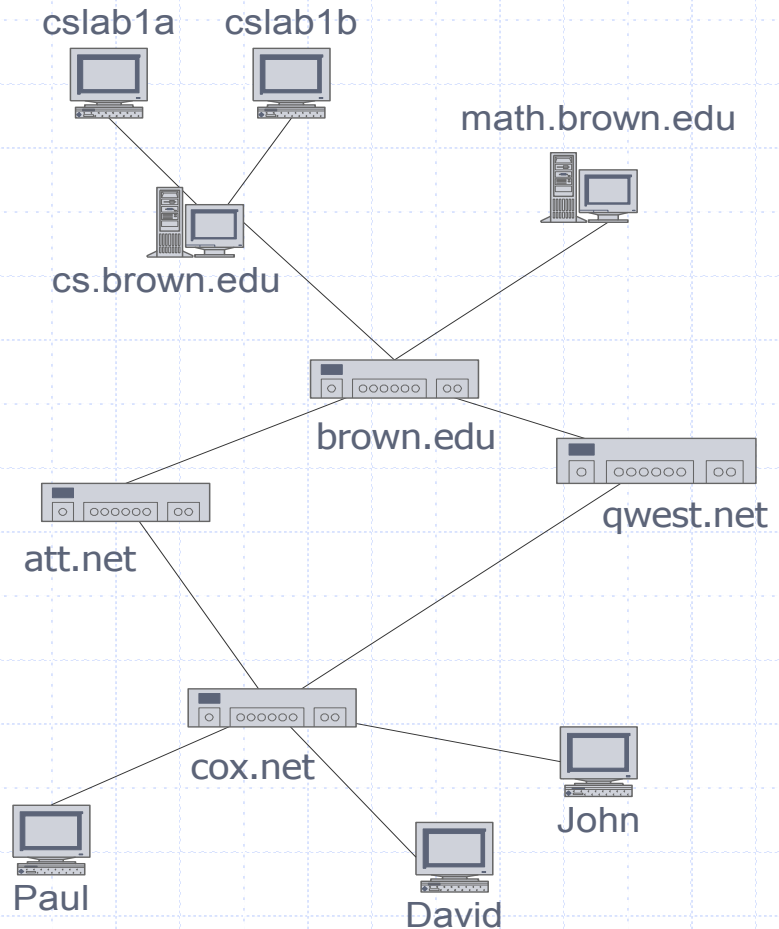 cslab1a
cslab1b
math.brown.edu
cs.brown.edu
brown.edu
qwest.net
att.net
cox.net
John
Paul
David